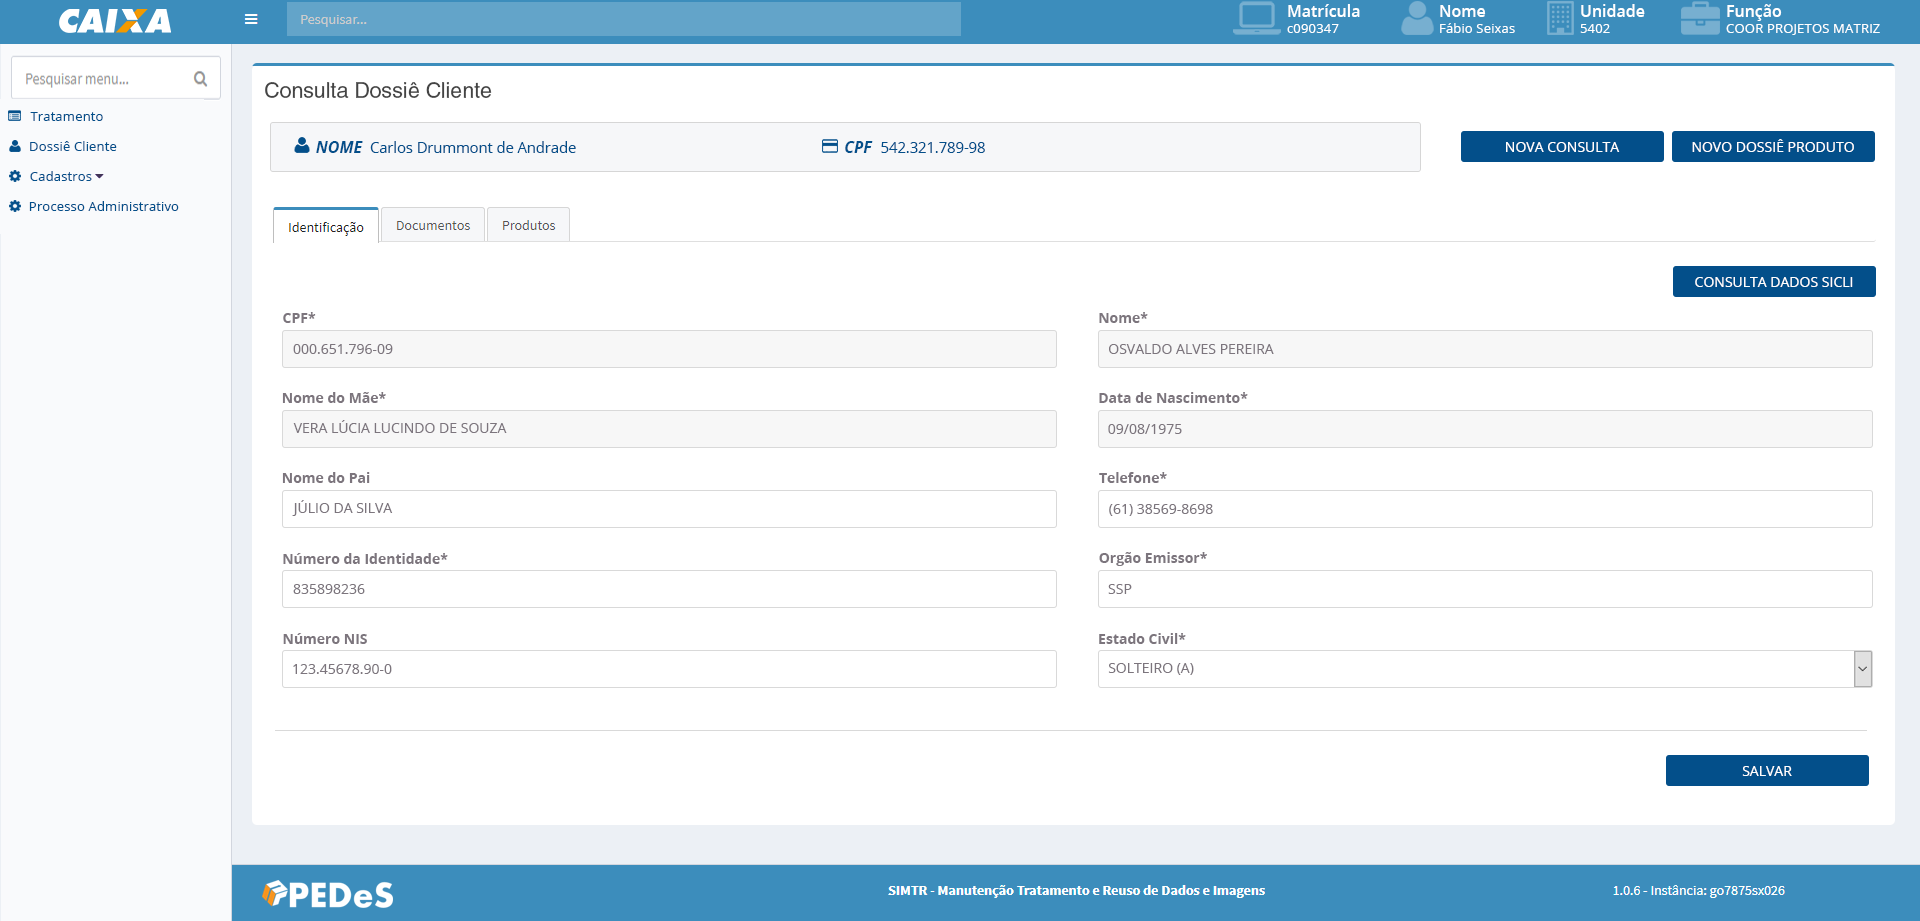 CAIXA
Pesquisar...
Matrícula
c090347
Nome
Fábio Seixas
Unidade
5402
Função
COOR PROJETOS MATRIZ
Pesquisar menu...
Tratamento
Dossiê Cliente
Cadastros
Processo Administrativo
Consulta Dossiê Cliente
NOME Carlos Drummont de Andrade
CPF 542.321.789-98
NOVA CONSULTA
NOVO DOSSIÊ PRODUTO
Identificação
Documentos
Produtos
CONSULTA DADOS SICLI
CPF*
000.651.796-09
Nome*
OSVALDO ALVES PEREIRA
Nome do Mãe*
VERA LÚCIA LUCINDO DE SOUZA
Data de Nascimento*
09/08/1975
Nome do Pai
JÚLIO DA SILVA
Telefone*
(61) 38569-8698
Número da Identidade*
835898236
Orgão Emissor*
SSP
Número NIS
123.45678.90-0
Estado Civil*
SOLTEIRO (A)
SALVAR
PEDeS
SIMTR - Manutenção Tratamento e Reuso de Dados e Imagens
1.0.6 - Instância: go7875sx026